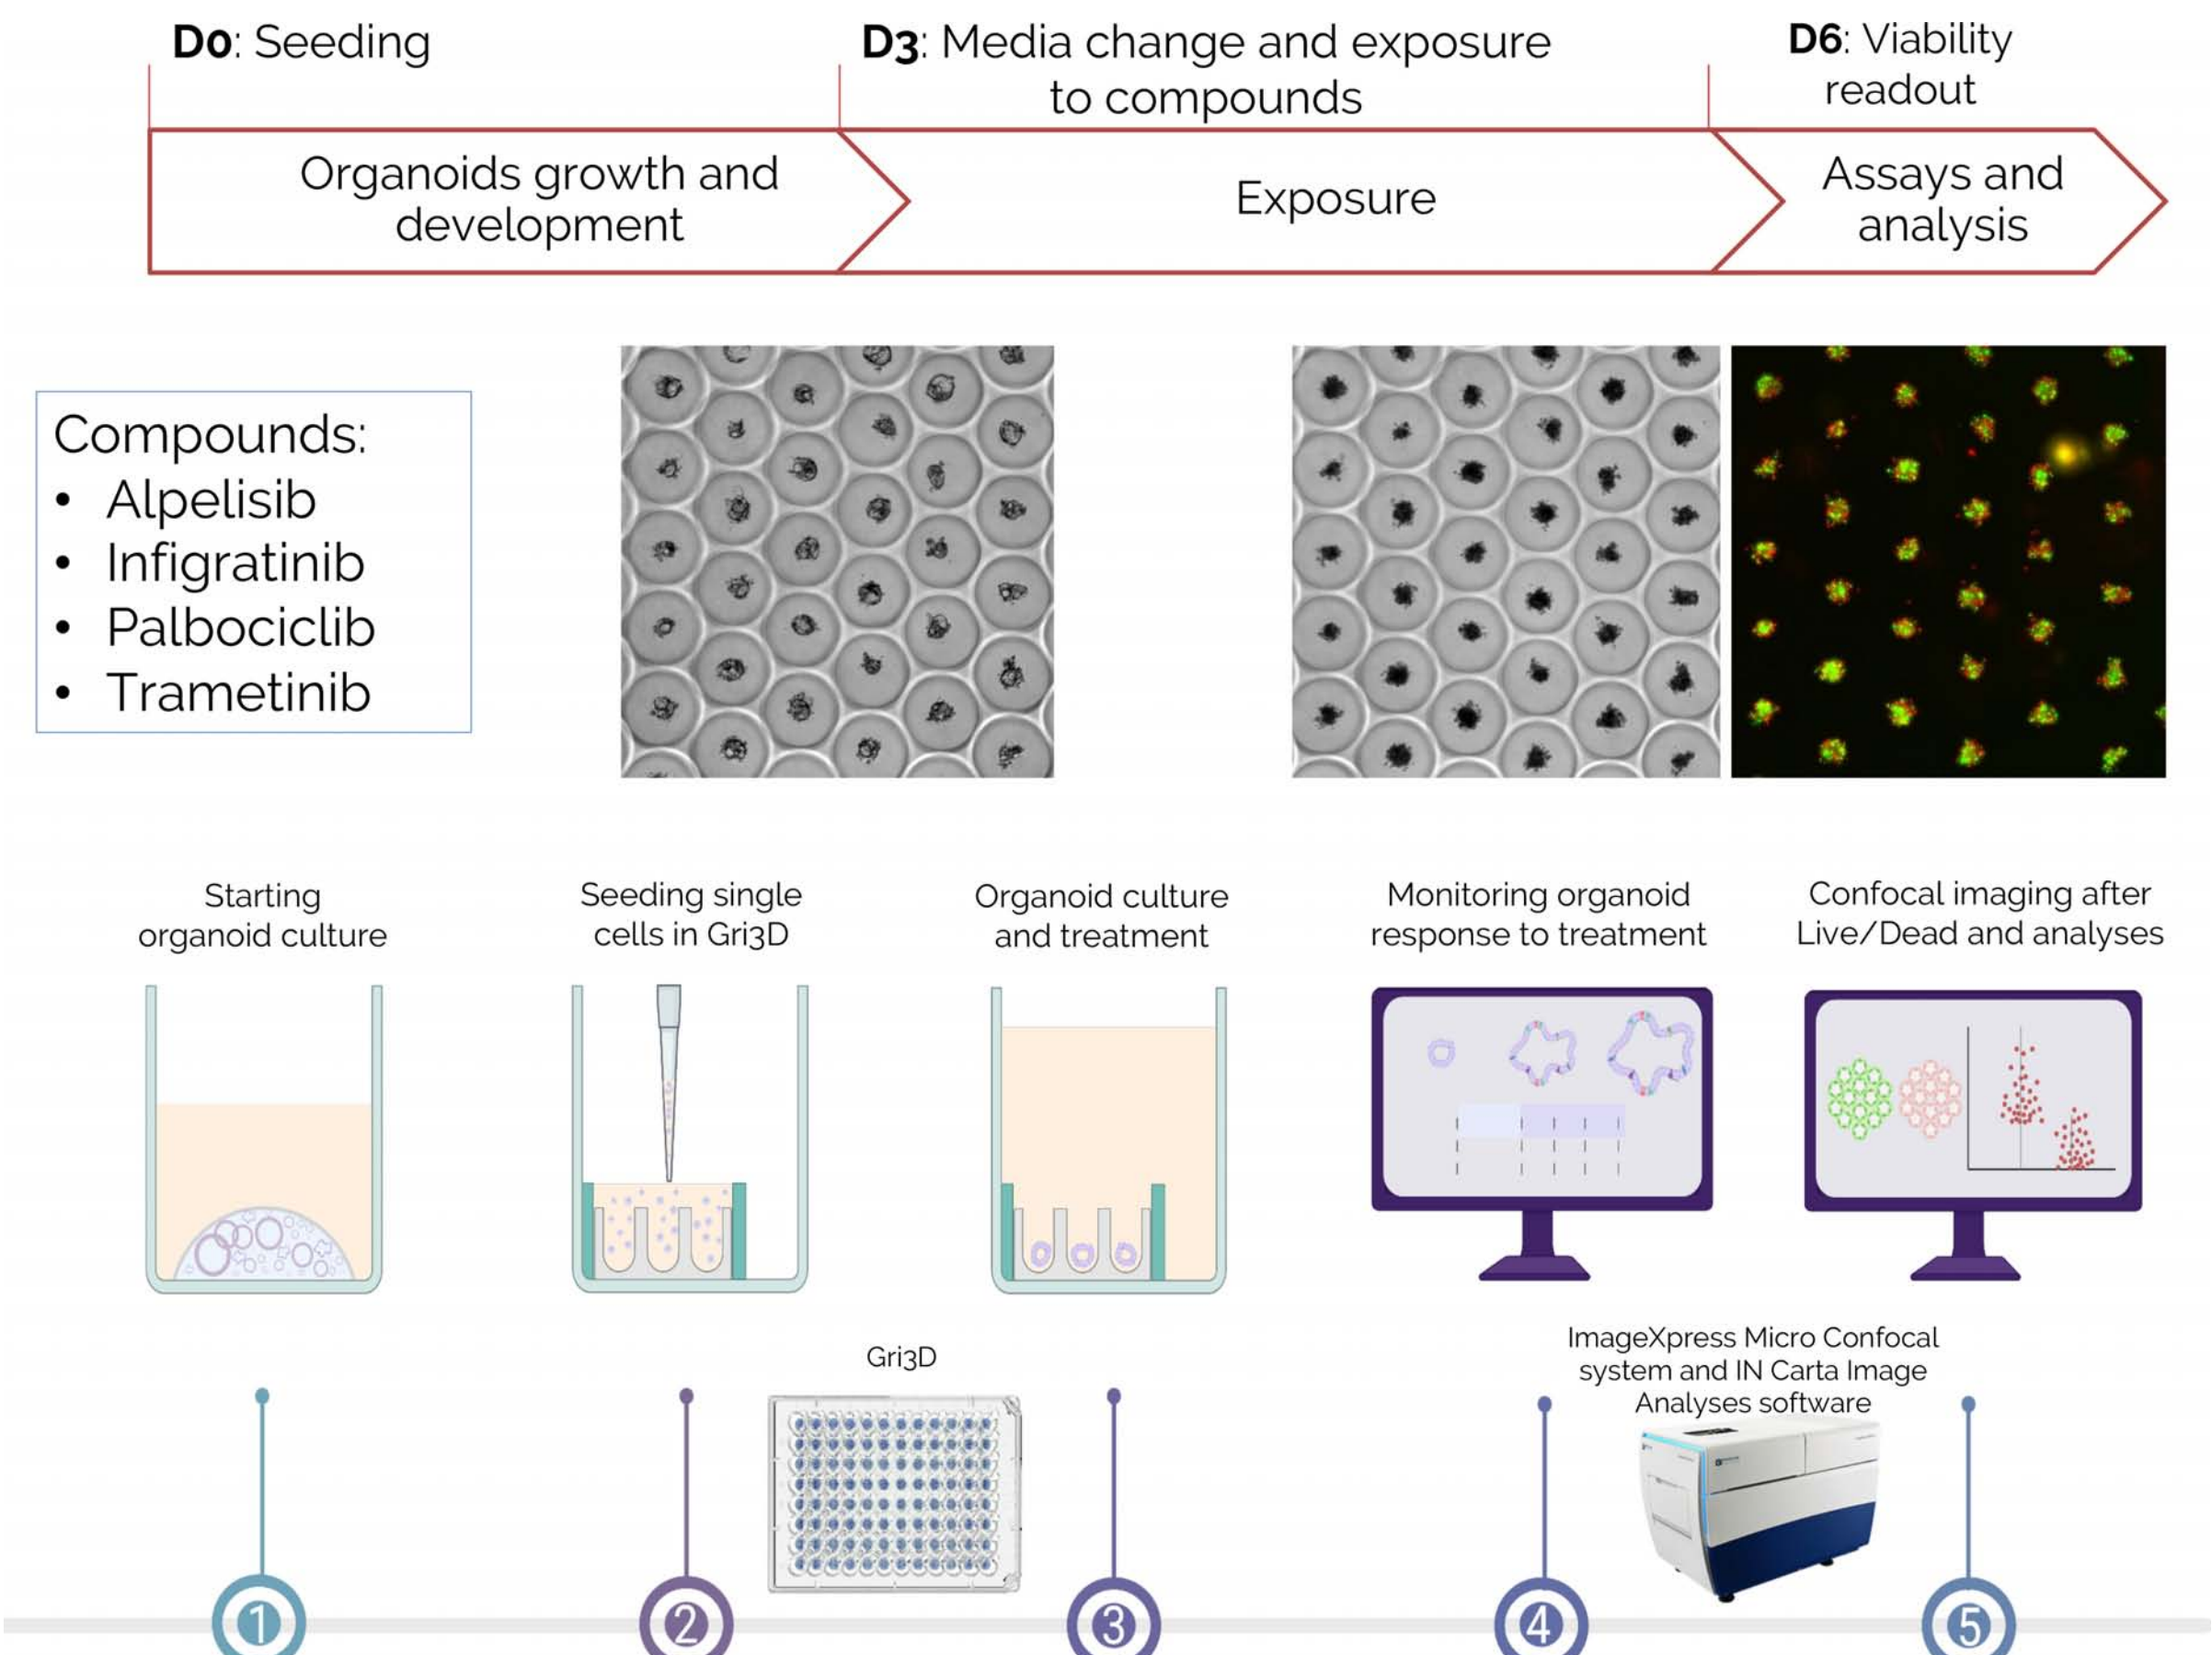 D0: Seeding
D3: Media change and exposure
to compounds
D6: Viability
readout
Organoids growth and
development
Exposure
Assays and
analysis
Compounds:
• Alpelisib
• Infigratinib
• Palbociclib
• Trametinib
Starting
organoid culture
Seeding single
cells in Gri3D
Organoid culture
and treatment
Monitoring organoid
response to treatment
Confocal imaging after
Live/Dead and analyses
Gri3D
ImageXpress Micro Confocal
system and IN Carta Image
Analyses software
1
2
3
4
5